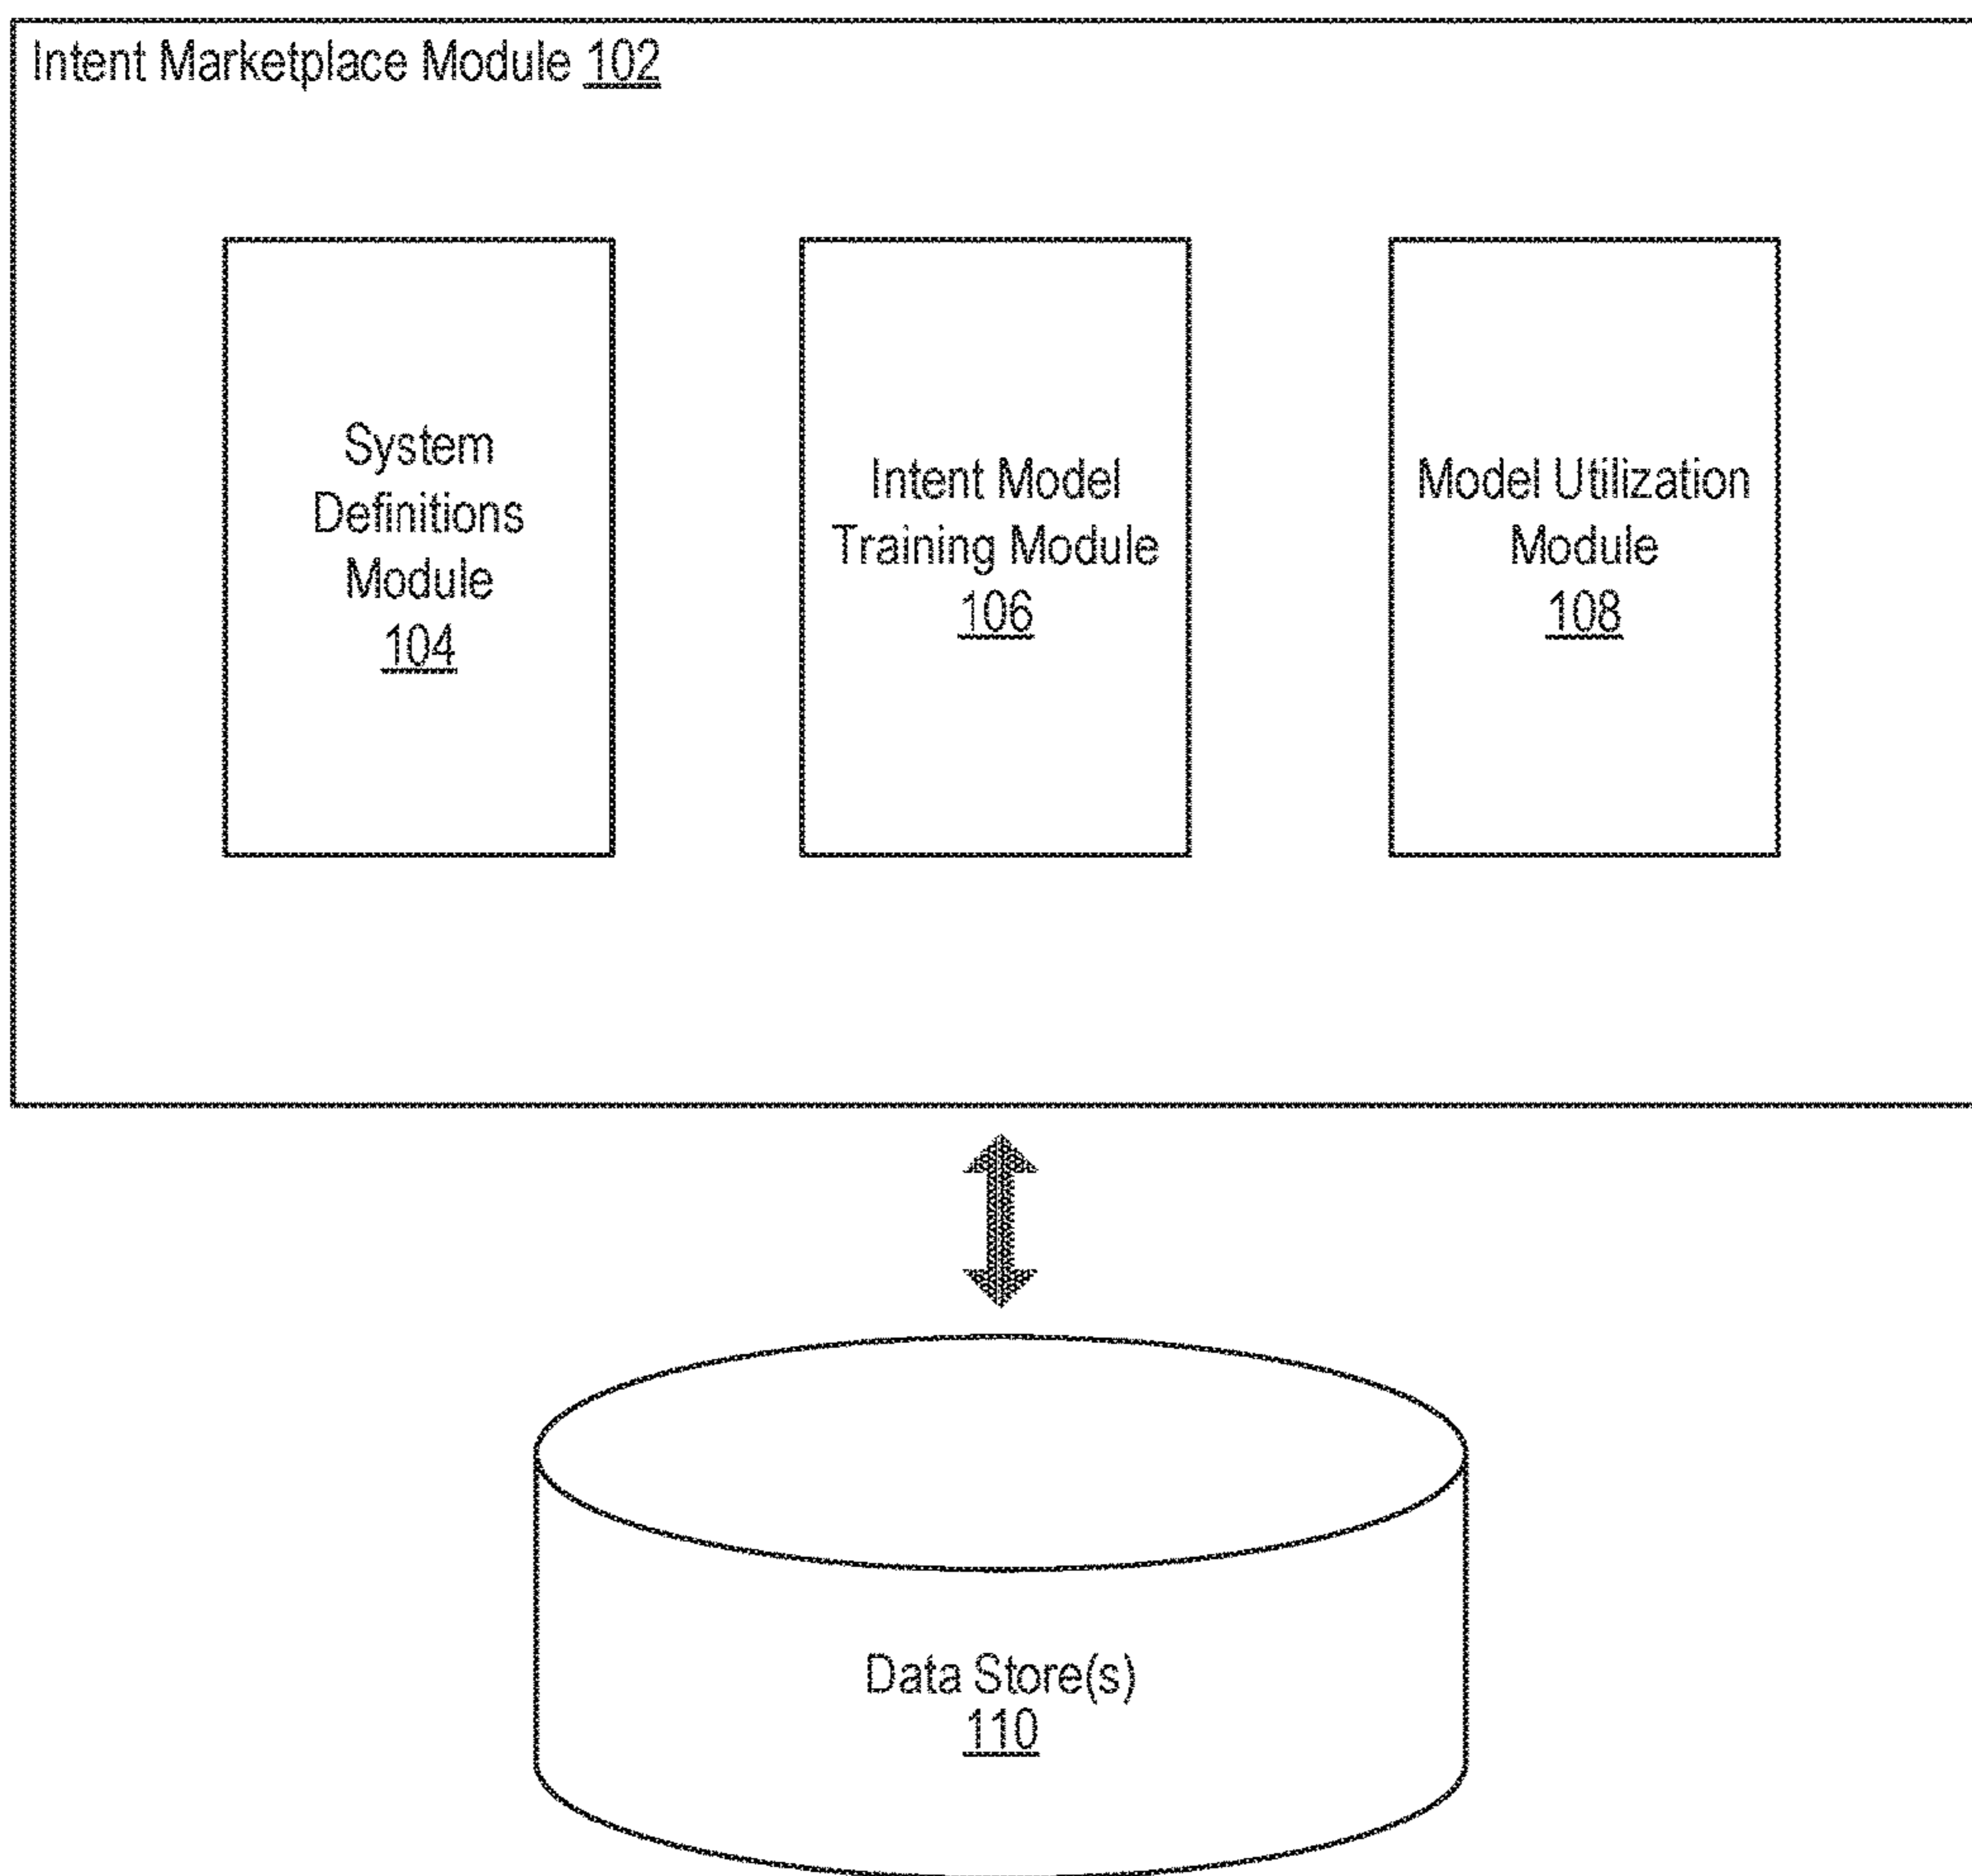 Intent Marketplace Module 102
System
Definitions
Module
104
Intent Model
Training Module
106
Model Utilization
Module
108
Data Store(s)
110